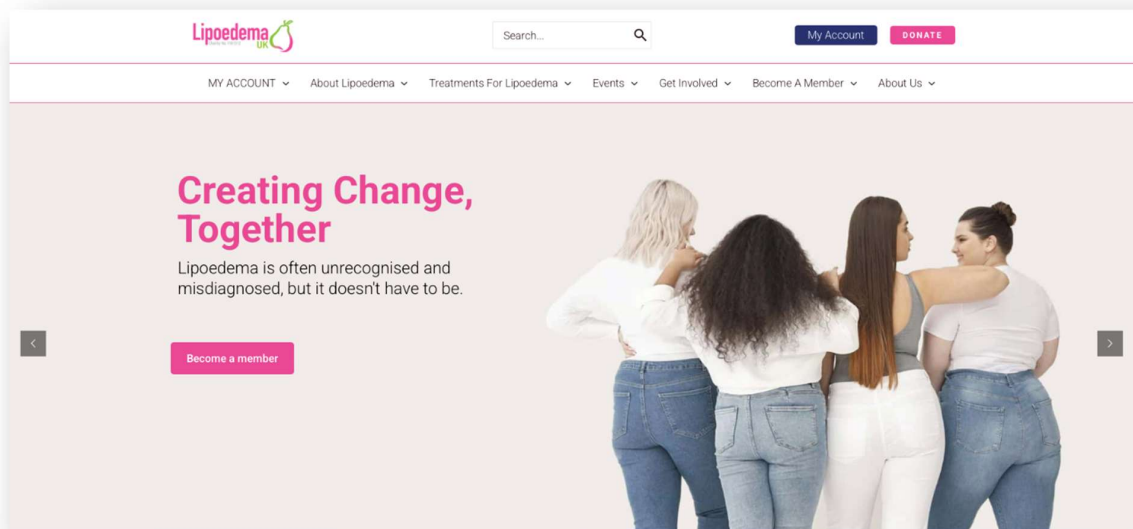 Lipoedema
UK
Search...
My Account
DONATE
MY ACCOUNT
About Lipoedema
Treatments For Lipoedema
Events
Get Involved
Become A Member
About Us
Creating Change,
Together
Lipoedema is often unrecognised and
misdiagnosed, but it doesn't have to be.
Become a member